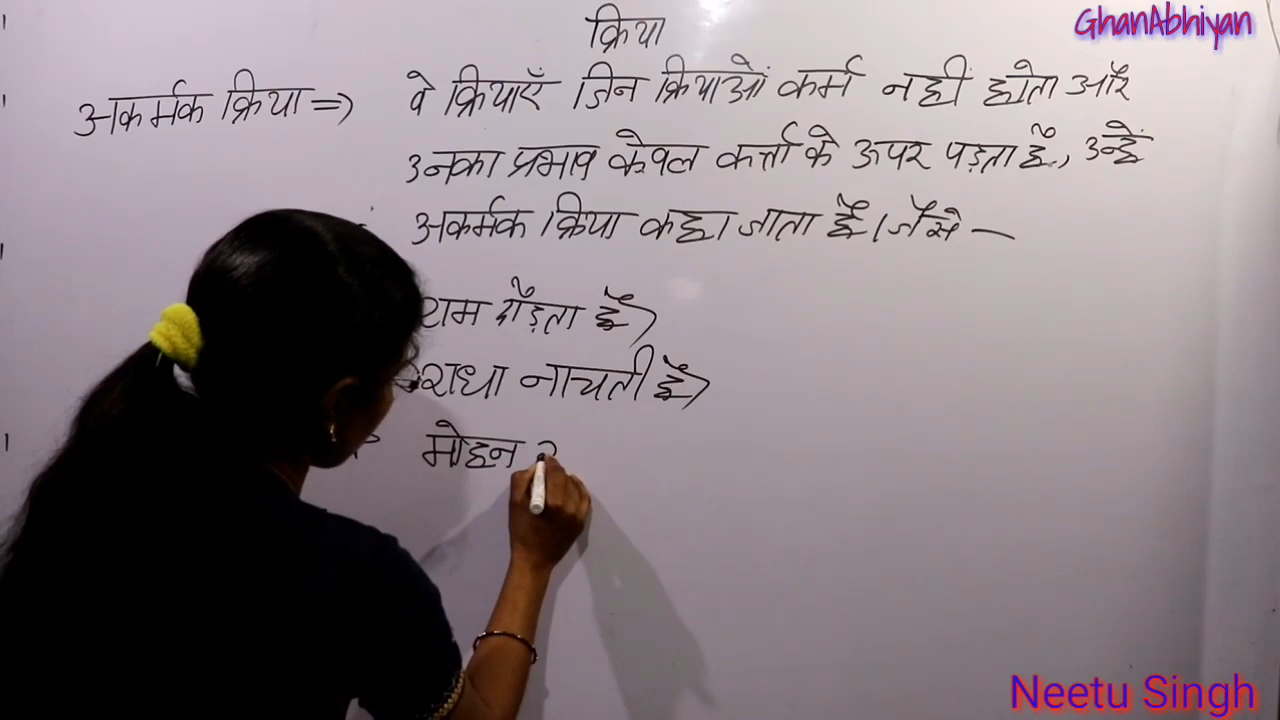 GhanAbhiyan
क्रिया
अकर्मक क्रिया => वे क्रियाएँ जिन क्रियाओं कर्म नहीं होता और
उनका प्रभाव केवल कर्त्ता के ऊपर पड़ता है, उन्हें
अकर्मक क्रिया कहा जाता है। जैसे —
राम दौड़ता है।
राधा नाचती है।
मोहन
Neetu Singh